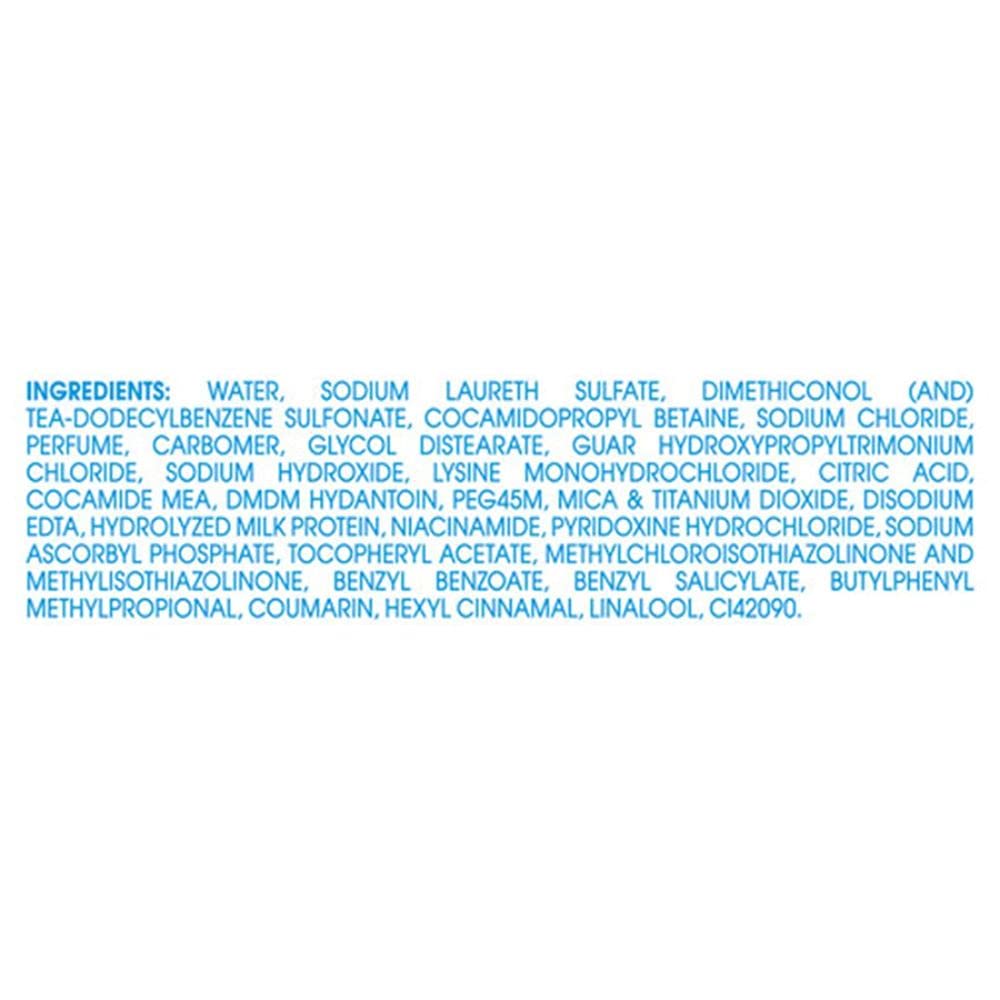 INGREDIENTS: WATER, SODIUM LAURETH SULFATE, DIMETHICONOL (AND)
TEA-DODECYLBENZENE SULFONATE, COCAMIDOPROPYL BETAINE, SODIUM CHLORIDE,
PERFUME, CARBOMER, GLYCOL DISTEARATE, GUAR HYDROXYPROPYLTRIMONIUM
CHLORIDE, SODIUM HYDROXIDE, LYSINE MONOHYDROCHLORIDE, CITRIC ACID,
COCAMIDE MEA, DMDM HYDANTOIN, PEG45M, MICA & TITANIUM DIOXIDE, DISODIUM
EDTA, HYDROLYZED MILK PROTEIN, NIACINAMIDE, PYRIDOXINE HYDROCHLORIDE, SODIUM
ASCORBYL PHOSPHATE, TOCOPHERYL ACETATE, METHYLCHLOROISOTHIAZOLINONE AND
METHYLISOTHIAZOLINONE, BENZYL BENZOATE, BENZYL SALICYLATE, BUTYLPHENYL
METHYLPROPIONAL, COUMARIN, HEXYL CINNAMAL, LINALOOL, CI42090.